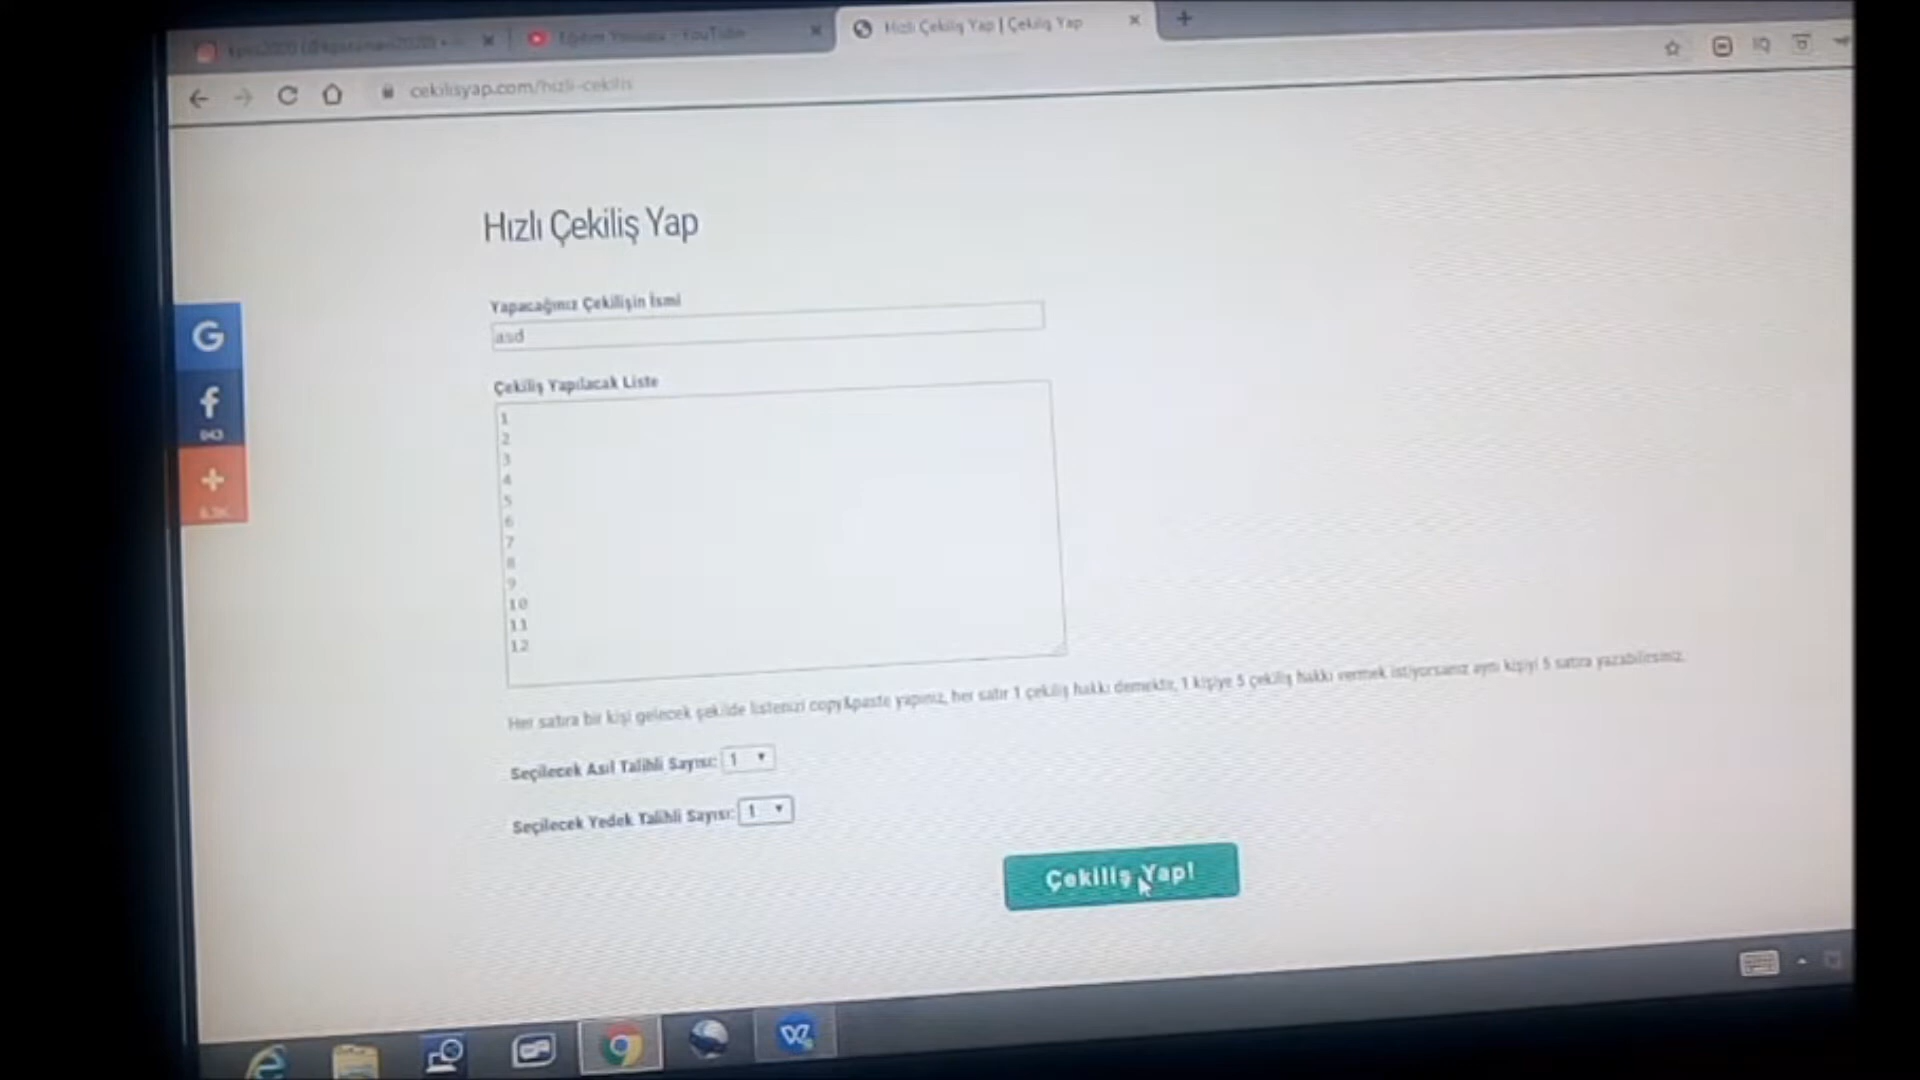 Hızlı Çekiliş Yap | Çekiliş Yap
cekilisyap.com/hizli-cekilis
Hızlı Çekiliş Yap
Yapacağınız Çekilişin İsmi
asd
Çekiliş Yapılacak Liste
1
2
3
4
5
6
7
8
9
10
11
12
Her satıra bir kişi gelecek şekilde listenizi copy&paste yapınız, her satır 1 çekiliş hakkı demektir, 1 kişiye 5 çekiliş hakkı vermek istiyorsanız aynı kişiyi 5 satıra yazabilirsiniz.
Seçilecek Asıl Talihli Sayısı: 1
Seçilecek Yedek Talihli Sayısı: 1
Çekiliş Yap!